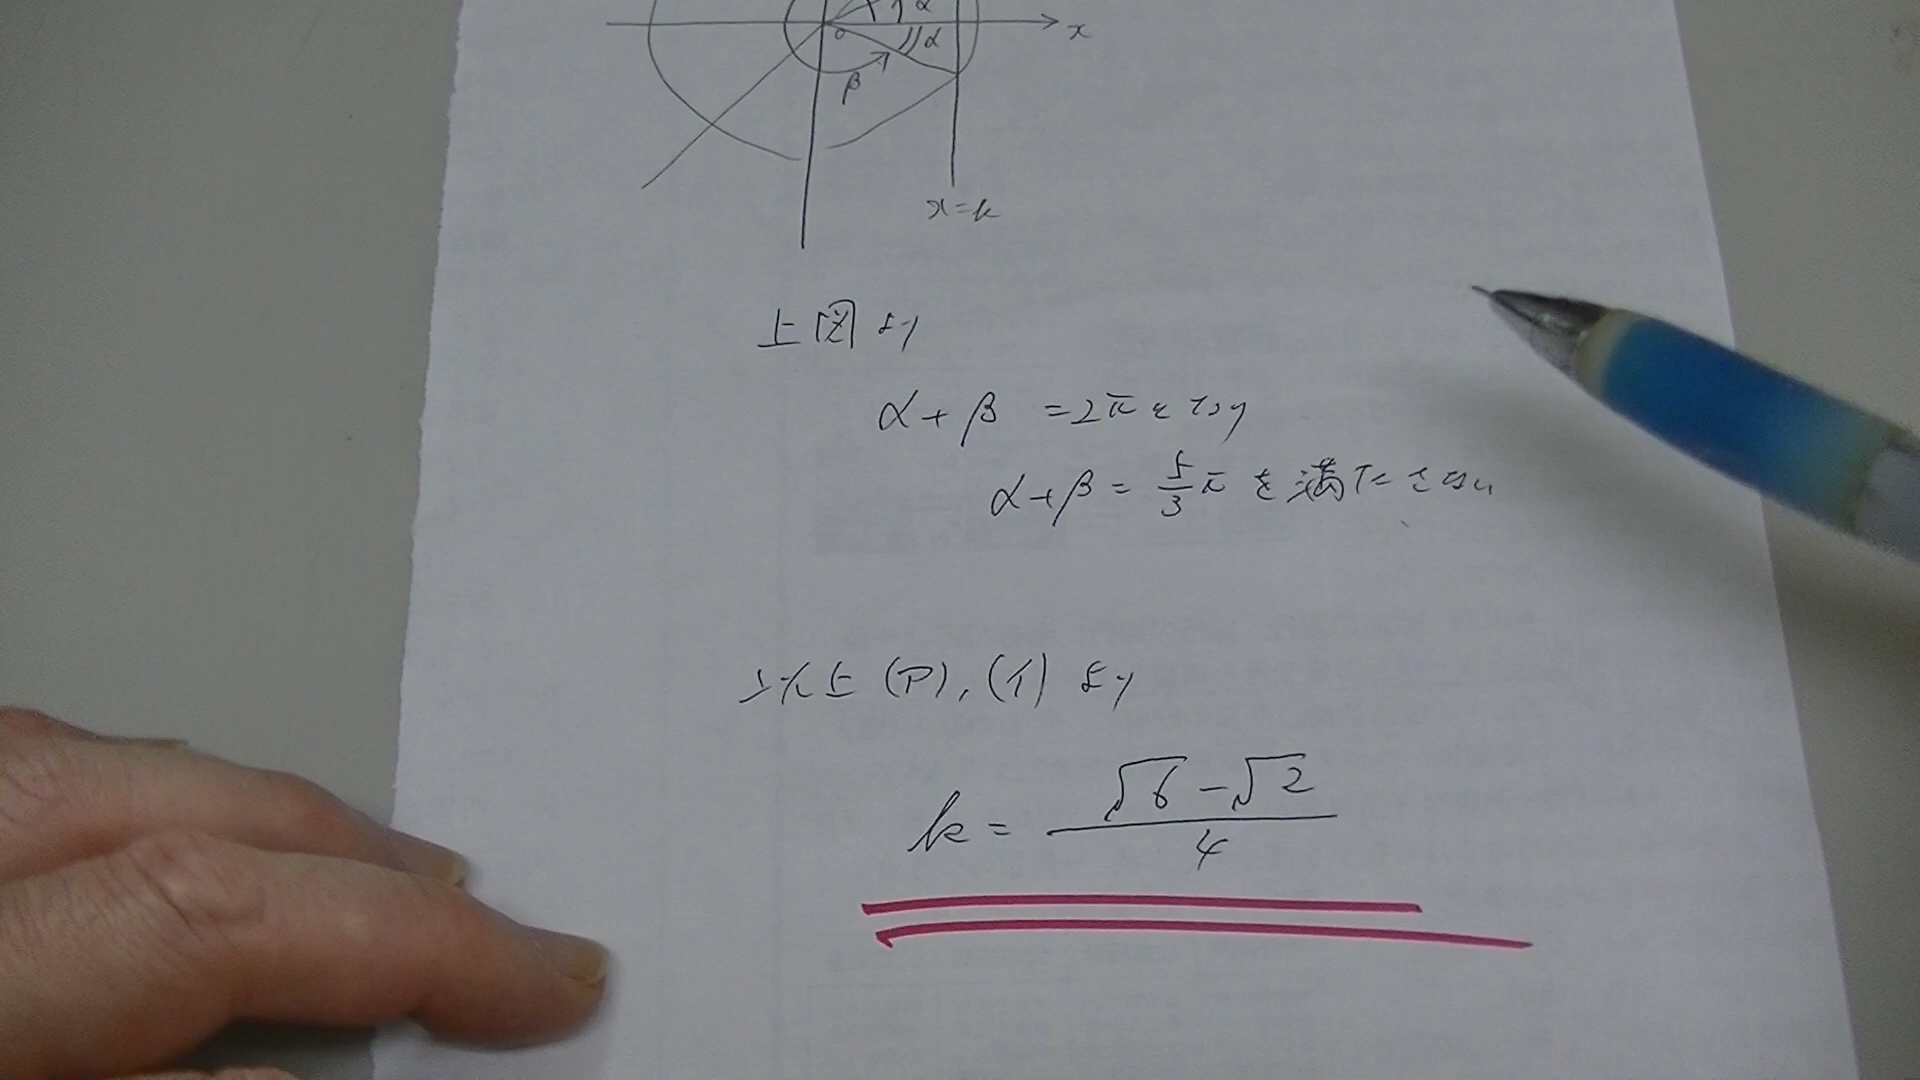 α
x
o
α
β
x=k
上図より
α+β =2πとなり
α+β=5/3πを満たさない
以上(ア),(イ)より
k=(√6-√2)/4